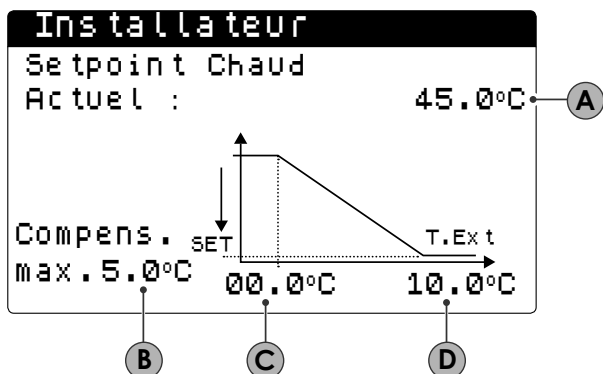 Installateur
Setpoint Chaud
Actuel : 45.0°C
A
Compens. SET T.Ext
max.5.0°C 00.0°C 10.0°C
B C D